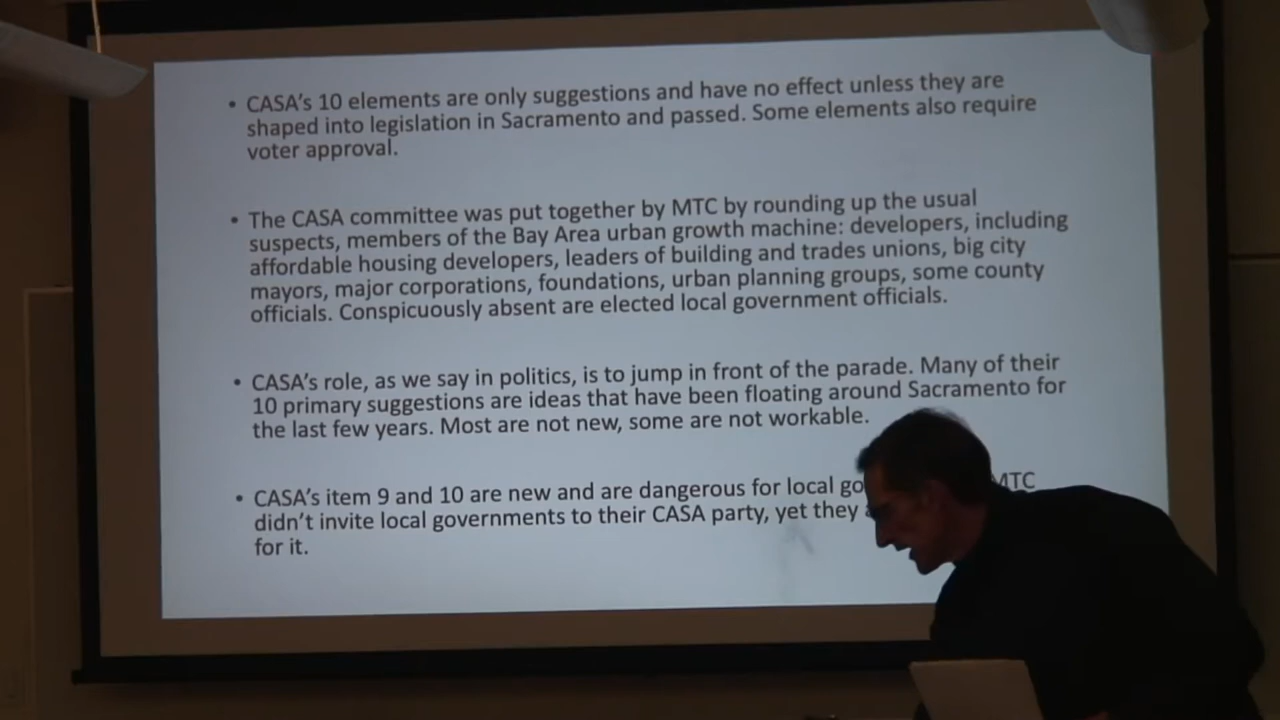 • CASA's 10 elements are only suggestions and have no effect unless they are
shaped into legislation in Sacramento and passed. Some elements also require
voter approval.
• The CASA committee was put together by MTC by rounding up the usual
suspects, members of the Bay Area urban growth machine: developers, including
affordable housing developers, leaders of building and trades unions, big city
mayors, major corporations, foundations, urban planning groups, some county
officials. Conspicuously absent are elected local government officials.
• CASA's role, as we say in politics, is to jump in front of the parade. Many of their
10 primary suggestions are ideas that have been floating around Sacramento for
the last few years. Most are not new, some are not workable.
• CASA's item 9 and 10 are new and are dangerous for local MTC
didn't invite local governments to their CASA party, yet they
for it.